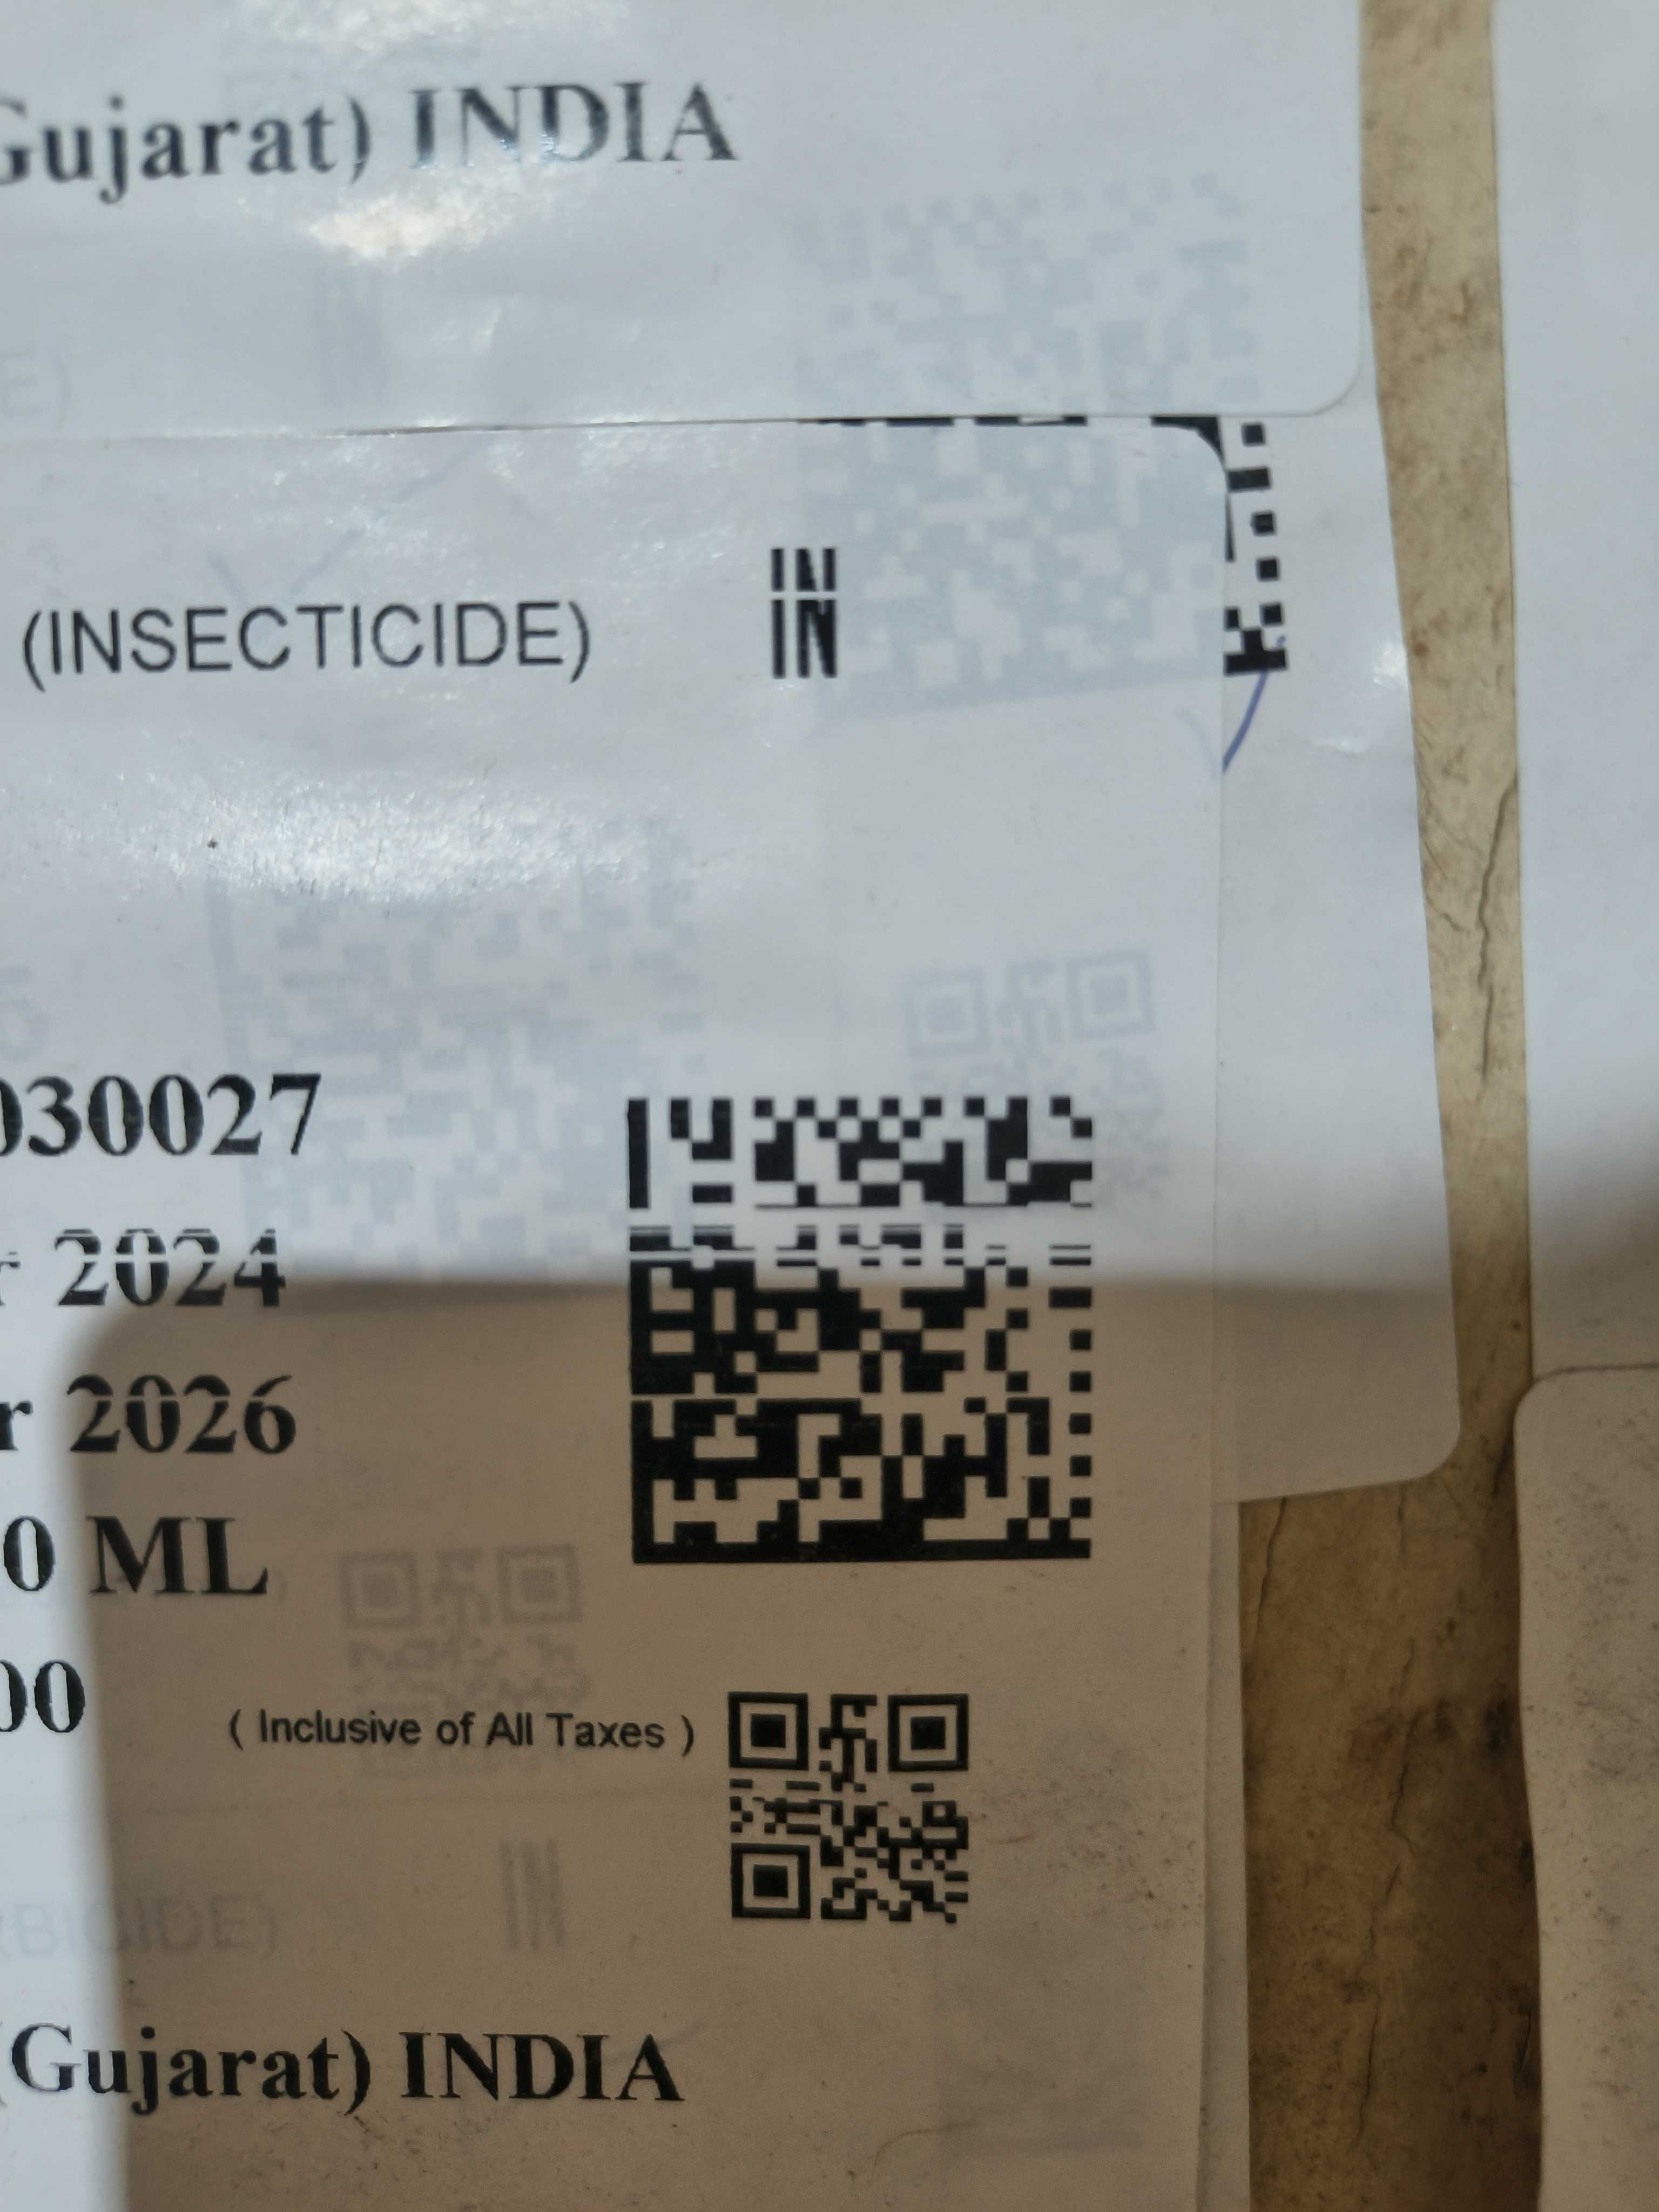 Gujarat) INDIA
(INSECTICIDE)
IN
IN
030027
2024
2026
0 ML
00
( Inclusive of All Taxes )
(Gujarat) INDIA